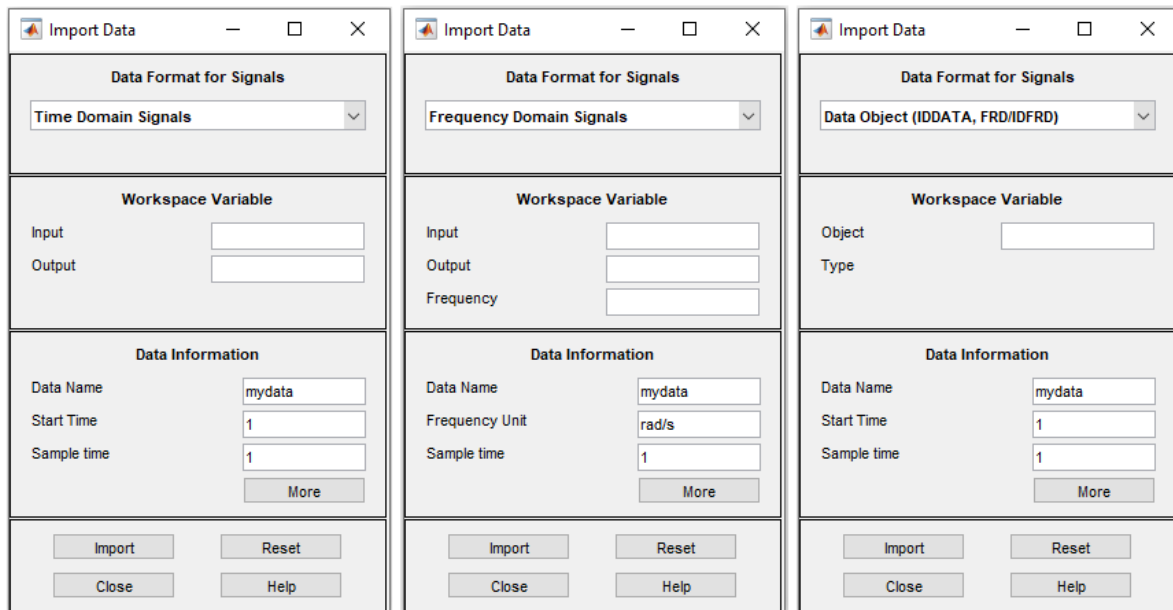 Import Data
Data Format for Signals
Time Domain Signals
Workspace Variable
Input
Output
Data Information
Data Name mydata
Start Time 1
Sample time 1
More
Import Reset
Close Help
Import Data
Data Format for Signals
Frequency Domain Signals
Workspace Variable
Input
Output
Frequency
Data Information
Data Name mydata
Frequency Unit rad/s
Sample time 1
More
Import Reset
Close Help
Import Data
Data Format for Signals
Data Object (IDDATA, FRD/IDFRD)
Workspace Variable
Object
Type
Data Information
Data Name mydata
Start Time 1
Sample time 1
More
Import Reset
Close Help